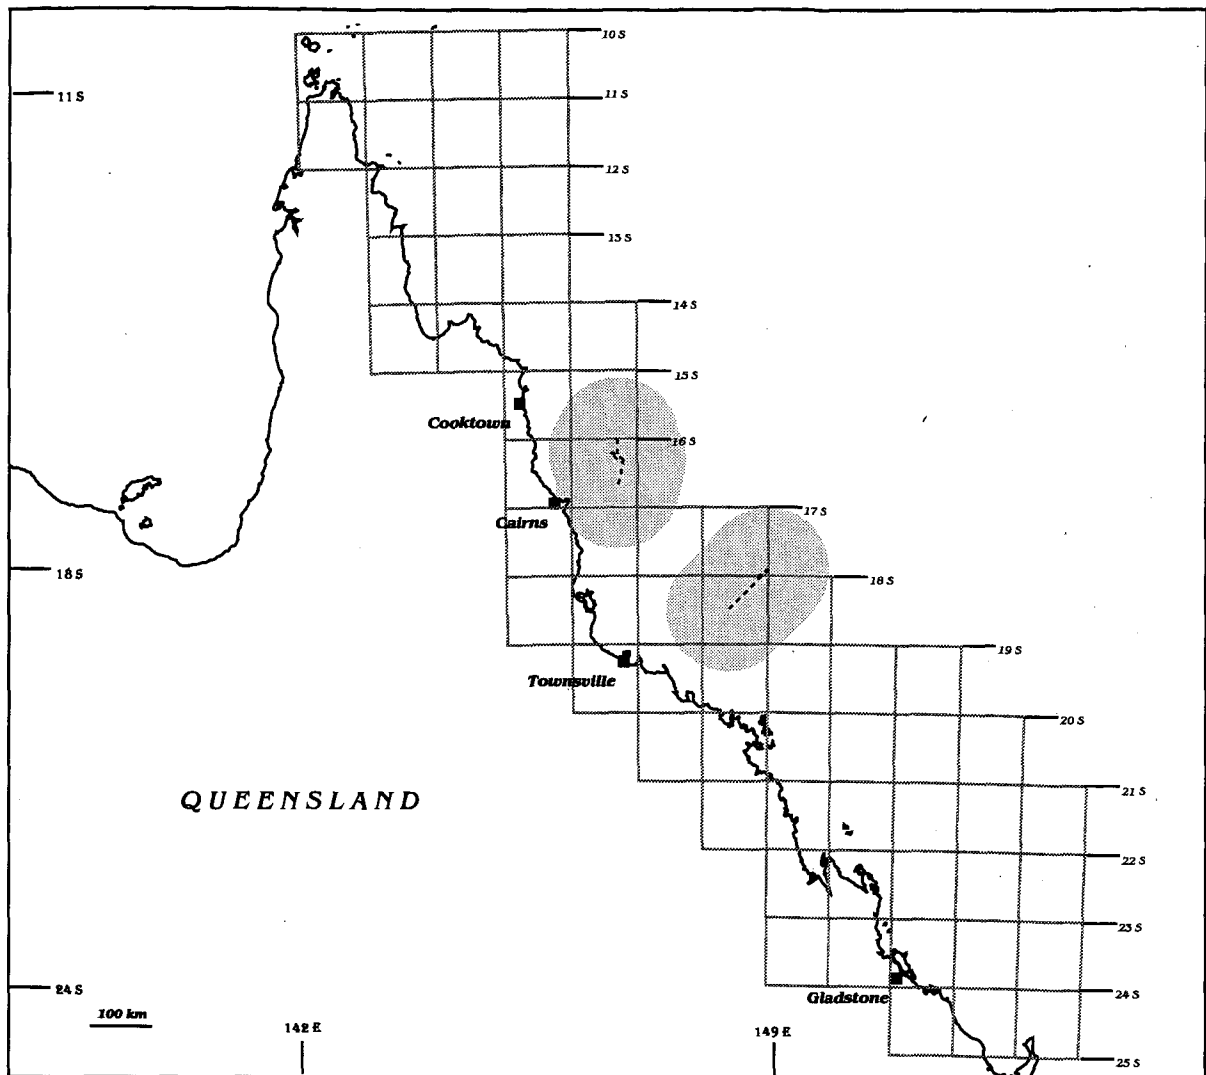 10 S
11 S
11 S
12 S
13 S
14 S
15 S
Cooktown
16 S
Cairns
17 S
18 S
18 S
19 S
Townsville
20 S
QUEENSLAND
21 S
22 S
23 S
24 S
Gladstone
24 S
100 km
142 E
149 E
25 S